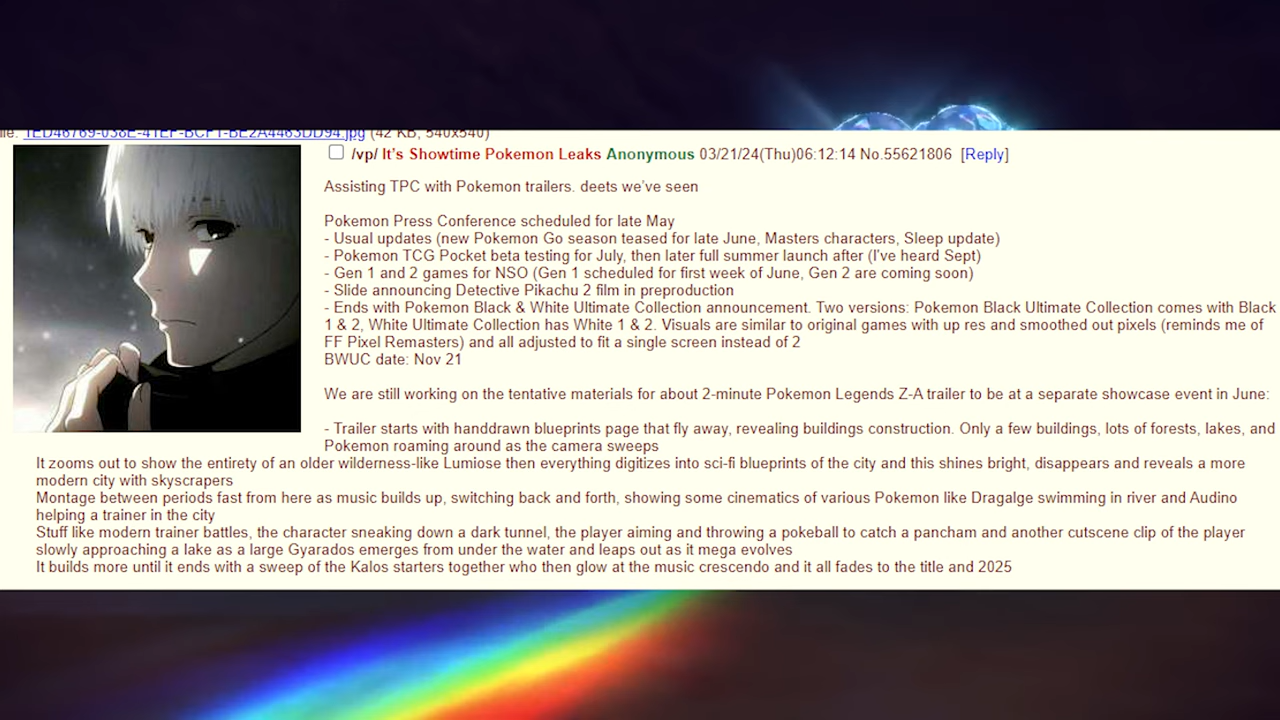 file: 1ED46769-038E-41EF-BCF1-BE2A4463DD94.jpg (42 KB, 540x540)
/vp/ It's Showtime Pokemon Leaks Anonymous 03/21/24(Thu)06:12:14 No.55621806 [Reply]
Assisting TPC with Pokemon trailers. deets we've seen
Pokemon Press Conference scheduled for late May
- Usual updates (new Pokemon Go season teased for late June, Masters characters, Sleep update)
- Pokemon TCG Pocket beta testing for July, then later full summer launch after (I've heard Sept)
- Gen 1 and 2 games for NSO (Gen 1 scheduled for first week of June, Gen 2 are coming soon)
- Slide announcing Detective Pikachu 2 film in preproduction
- Ends with Pokemon Black & White Ultimate Collection announcement. Two versions: Pokemon Black Ultimate Collection comes with Black
1 & 2, White Ultimate Collection has White 1 & 2. Visuals are similar to original games with up res and smoothed out pixels (reminds me of
FF Pixel Remasters) and all adjusted to fit a single screen instead of 2
BWUC date: Nov 21
We are still working on the tentative materials for about 2-minute Pokemon Legends Z-A trailer to be at a separate showcase event in June:
- Trailer starts with handdrawn blueprints page that fly away, revealing buildings construction. Only a few buildings, lots of forests, lakes, and
Pokemon roaming around as the camera sweeps
It zooms out to show the entirety of an older wilderness-like Lumiose then everything digitizes into sci-fi blueprints of the city and this shines bright, disappears and reveals a more
modern city with skyscrapers
Montage between periods fast from here as music builds up, switching back and forth, showing some cinematics of various Pokemon like Dragalge swimming in river and Audino
helping a trainer in the city
Stuff like modern trainer battles, the character sneaking down a dark tunnel, the player aiming and throwing a pokeball to catch a pancham and another cutscene clip of the player
slowly approaching a lake as a large Gyarados emerges from under the water and leaps out as it mega evolves
It builds more until it ends with a sweep of the Kalos starters together who then glow at the music crescendo and it all fades to the title and 2025